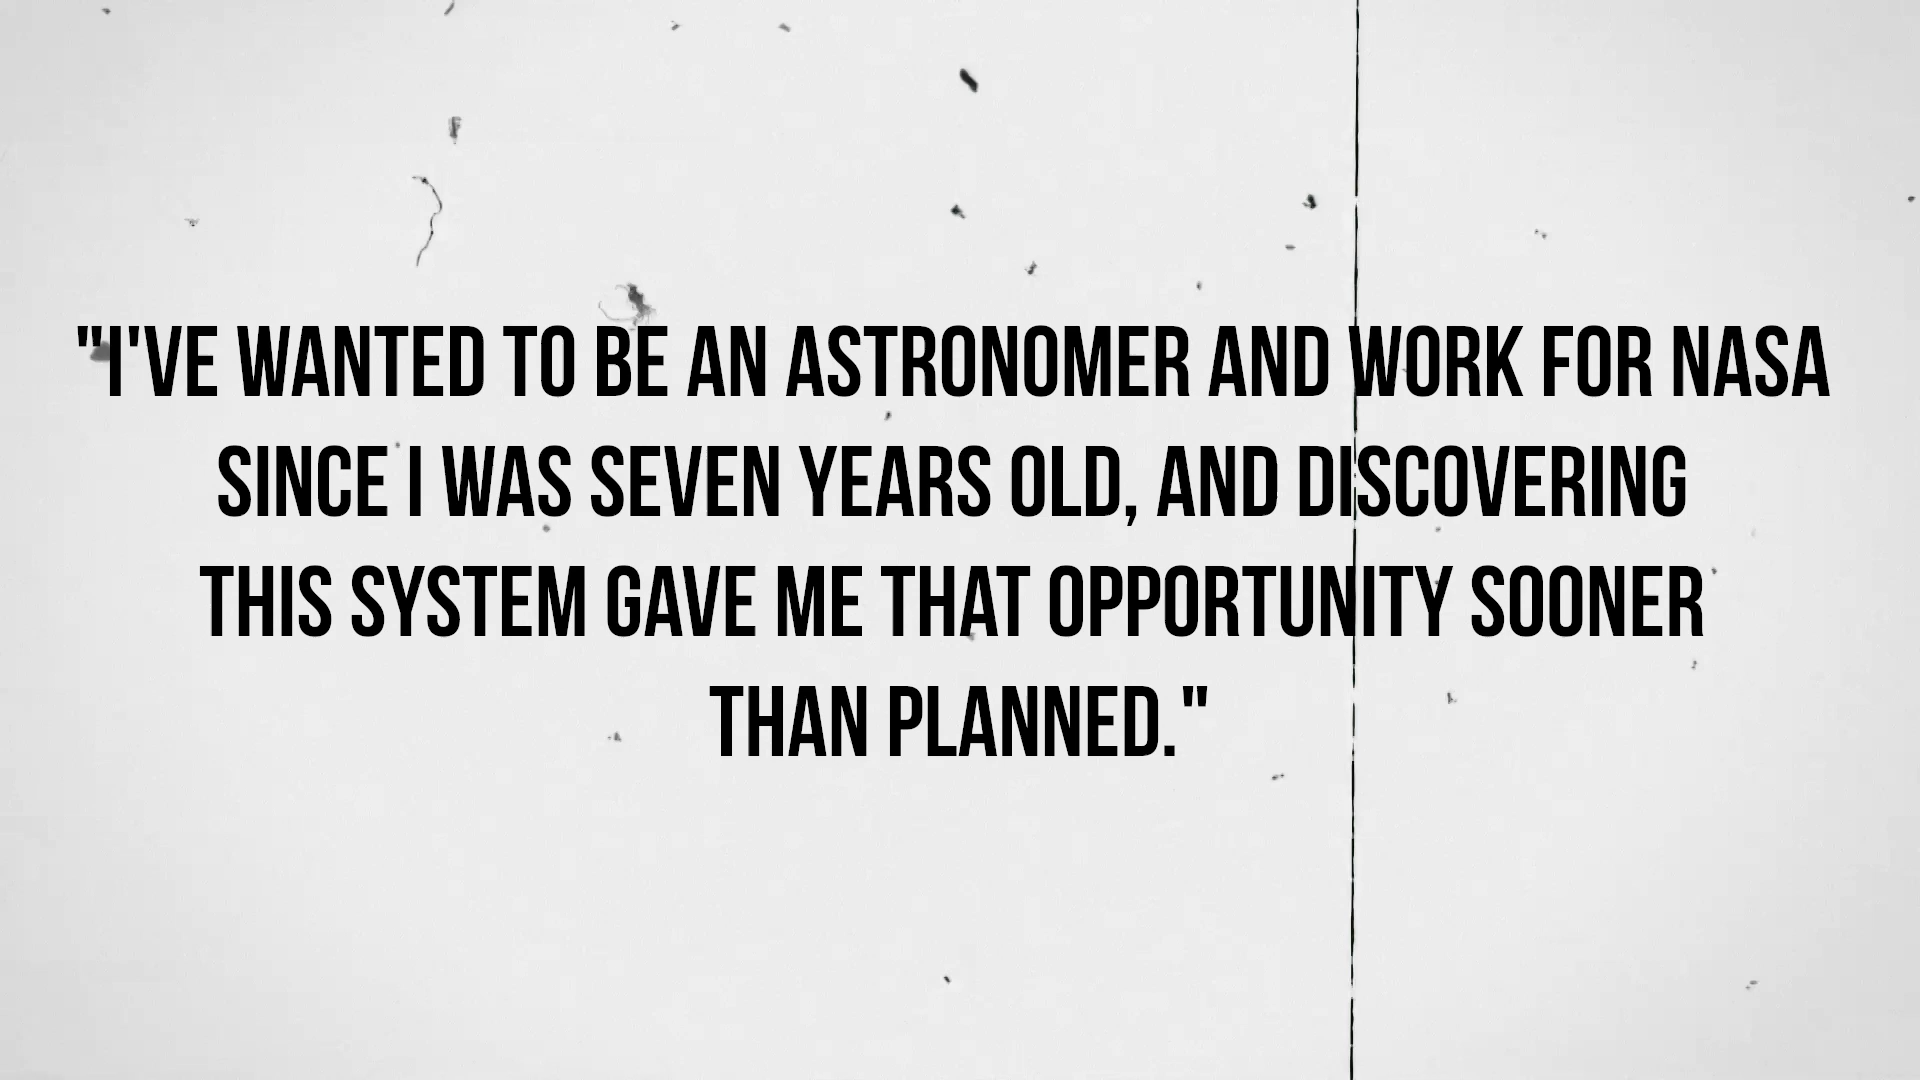 "I'VE WANTED TO BE AN ASTRONOMER AND WORK FOR NASA
SINCE I WAS SEVEN YEARS OLD, AND DISCOVERING
THIS SYSTEM GAVE ME THAT OPPORTUNITY SOONER
THAN PLANNED."